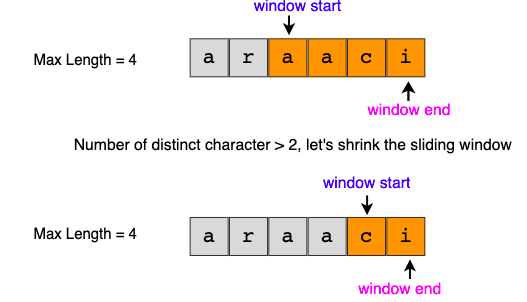 window start
Max Length = 4
a r a a c i
window end
Number of distinct character > 2, let's shrink the sliding window
window start
Max Length = 4
a r a a c i
window end